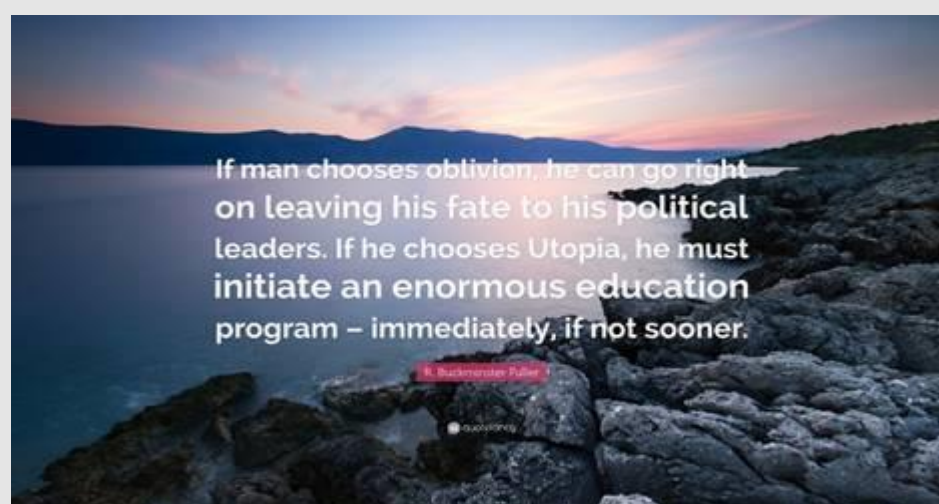 If man chooses oblivion, he can go right
on leaving his fate to his political
leaders. If he chooses Utopia, he must
initiate an enormous education
program – immediately, if not sooner.
R. Buckminster Fuller
quotefancy